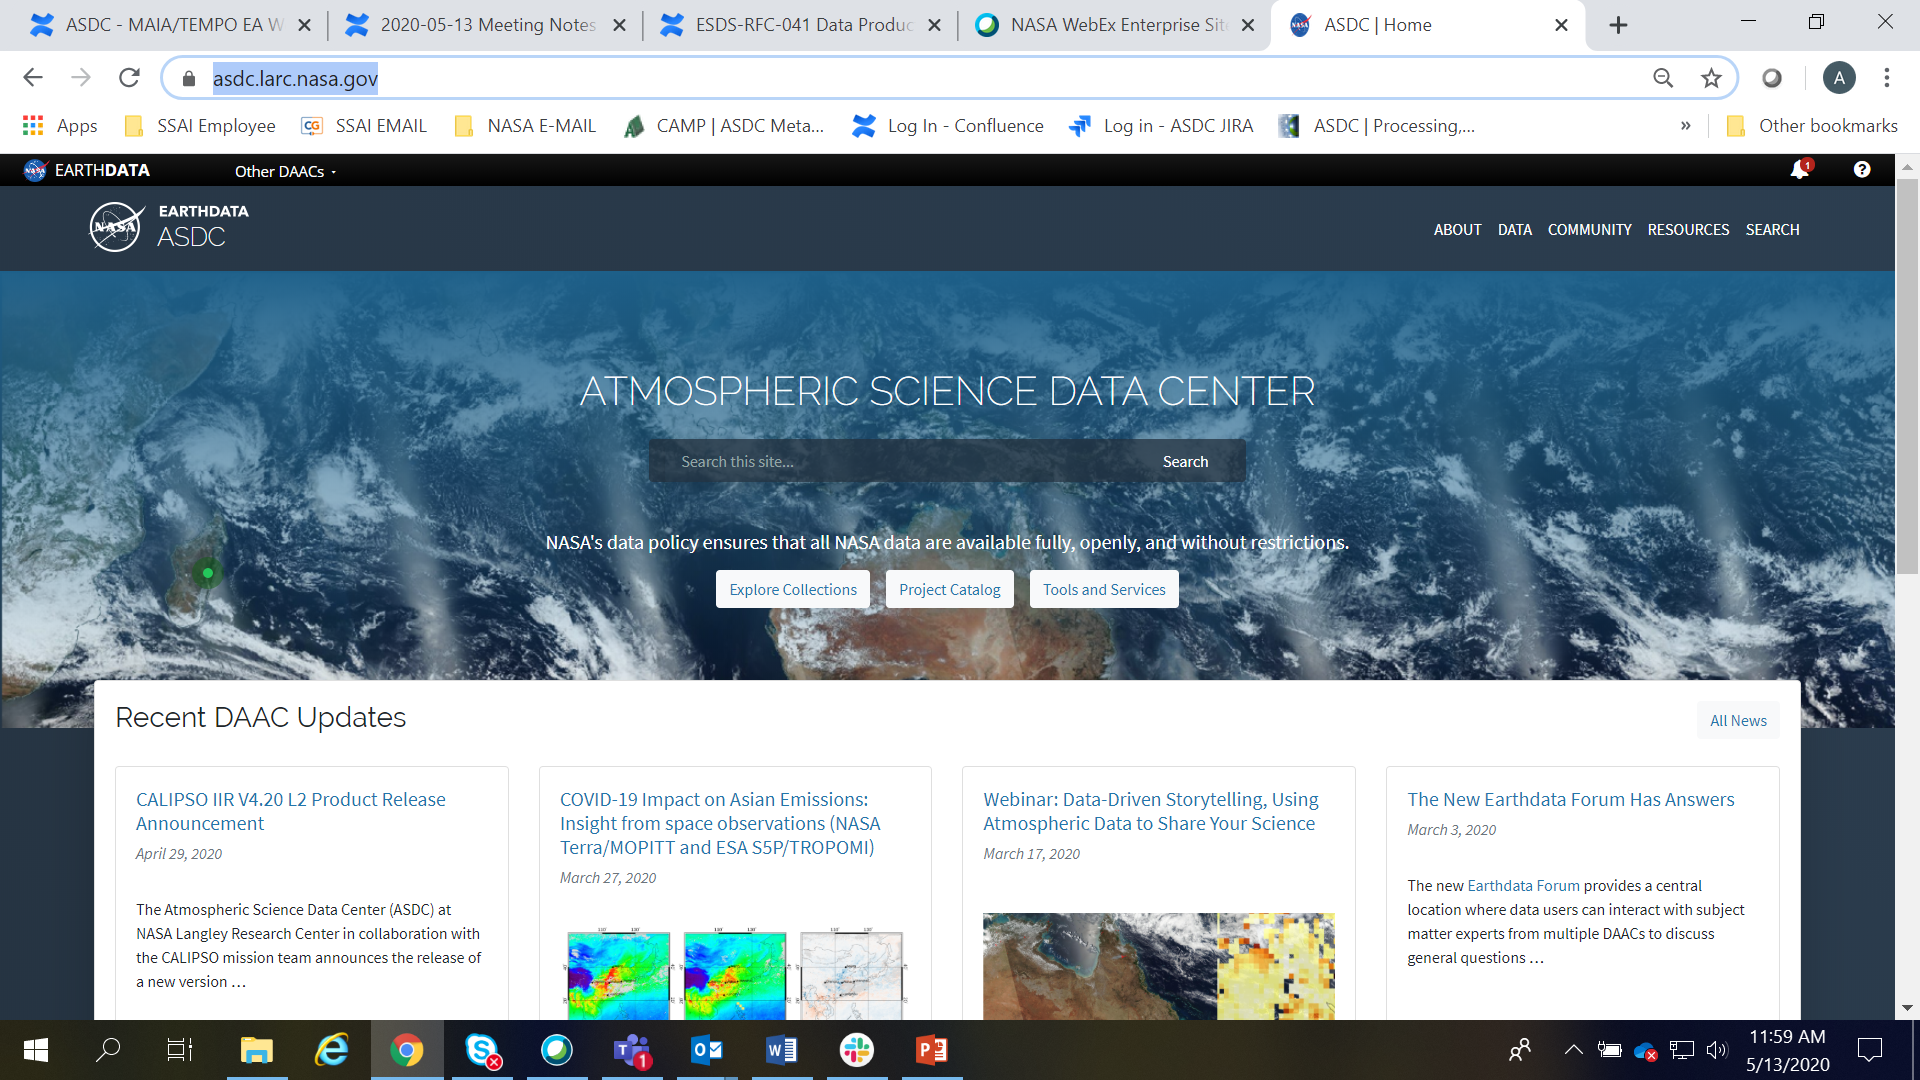 ASDC - MAIA/TEMPO EA W
2020-05-13 Meeting Notes
ESDS-RFC-041 Data Produc
NASA WebEx Enterprise Site
ASDC | Home
asdc.larc.nasa.gov
A
Apps
SSAI Employee
CG
SSAI EMAIL
NASA E-MAIL
CAMP | ASDC Meta...
Log In - Confluence
Log in - ASDC JIRA
ASDC | Processing,...
»
Other bookmarks
NASA
EARTHDATA
Other DAACs
1
?
NASA
EARTHDATA
ASDC
ABOUT DATA COMMUNITY RESOURCES SEARCH
ATMOSPHERIC SCIENCE DATA CENTER
Search this site...
Search
NASA's data policy ensures that all NASA data are available fully, openly, and without restrictions.
Explore Collections
Project Catalog
Tools and Services
Recent DAAC Updates
All News
CALIPSO IIR V4.20 L2 Product Release
Announcement
April 29, 2020
The Atmospheric Science Data Center (ASDC) at
NASA Langley Research Center in collaboration with
the CALIPSO mission team announces the release of
a new version …
COVID-19 Impact on Asian Emissions:
Insight from space observations (NASA
Terra/MOPITT and ESA S5P/TROPOMI)
March 27, 2020
Webinar: Data-Driven Storytelling, Using
Atmospheric Data to Share Your Science
March 17, 2020
The New Earthdata Forum Has Answers
March 3, 2020
The new Earthdata Forum provides a central
location where data users can interact with subject
matter experts from multiple DAACs to discuss
general questions …
1
11:59 AM
5/13/2020